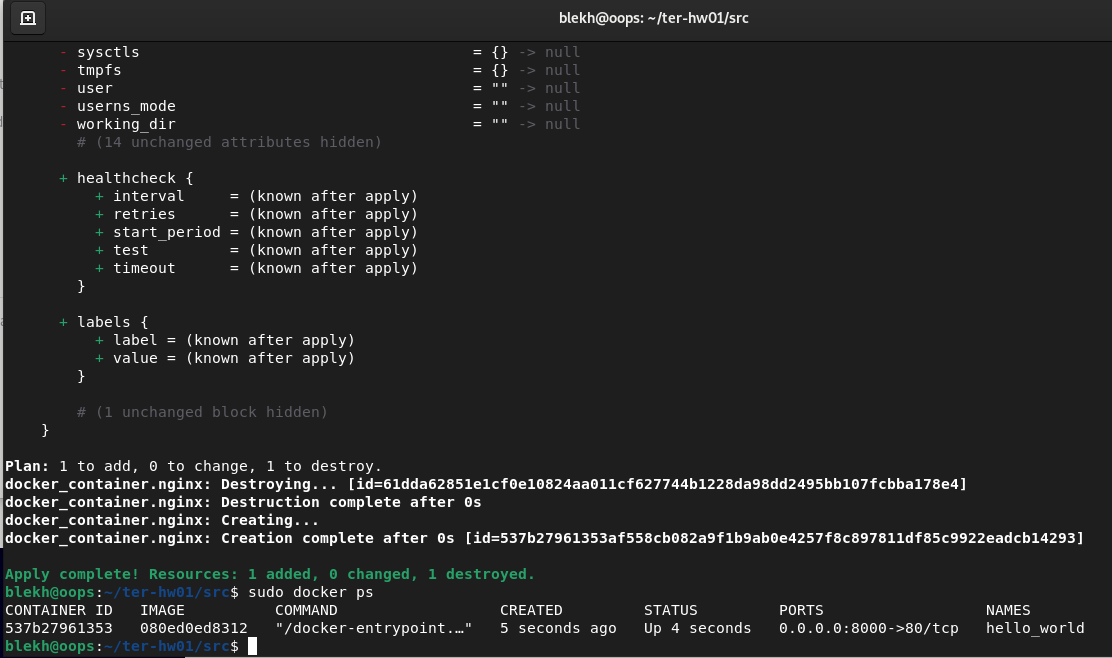 blekh@oops: ~/ter-hw01/src
- sysctls = {} -> null
- tmpfs = {} -> null
- user = "" -> null
- userns_mode = "" -> null
- working_dir = "" -> null
# (14 unchanged attributes hidden)
+ healthcheck {
+ interval = (known after apply)
+ retries = (known after apply)
+ start_period = (known after apply)
+ test = (known after apply)
+ timeout = (known after apply)
}
+ labels {
+ label = (known after apply)
+ value = (known after apply)
}
# (1 unchanged block hidden)
}
Plan: 1 to add, 0 to change, 1 to destroy.
docker_container.nginx: Destroying... [id=61dda62851e1cf0e10824aa011cf627744b1228da98dd2495bb107fcbba178e4]
docker_container.nginx: Destruction complete after 0s
docker_container.nginx: Creating...
docker_container.nginx: Creation complete after 0s [id=537b27961353af558cb082a9f1b9ab0e4257f8c897811df85c9922eadcb14293]
Apply complete! Resources: 1 added, 0 changed, 1 destroyed.
blekh@oops:~/ter-hw01/src$ sudo docker ps
CONTAINER ID IMAGE COMMAND CREATED STATUS PORTS NAMES
537b27961353 080ed0ed8312 "/docker-entrypoint.…" 5 seconds ago Up 4 seconds 0.0.0.0:8000->80/tcp hello_world
blekh@oops:~/ter-hw01/src$